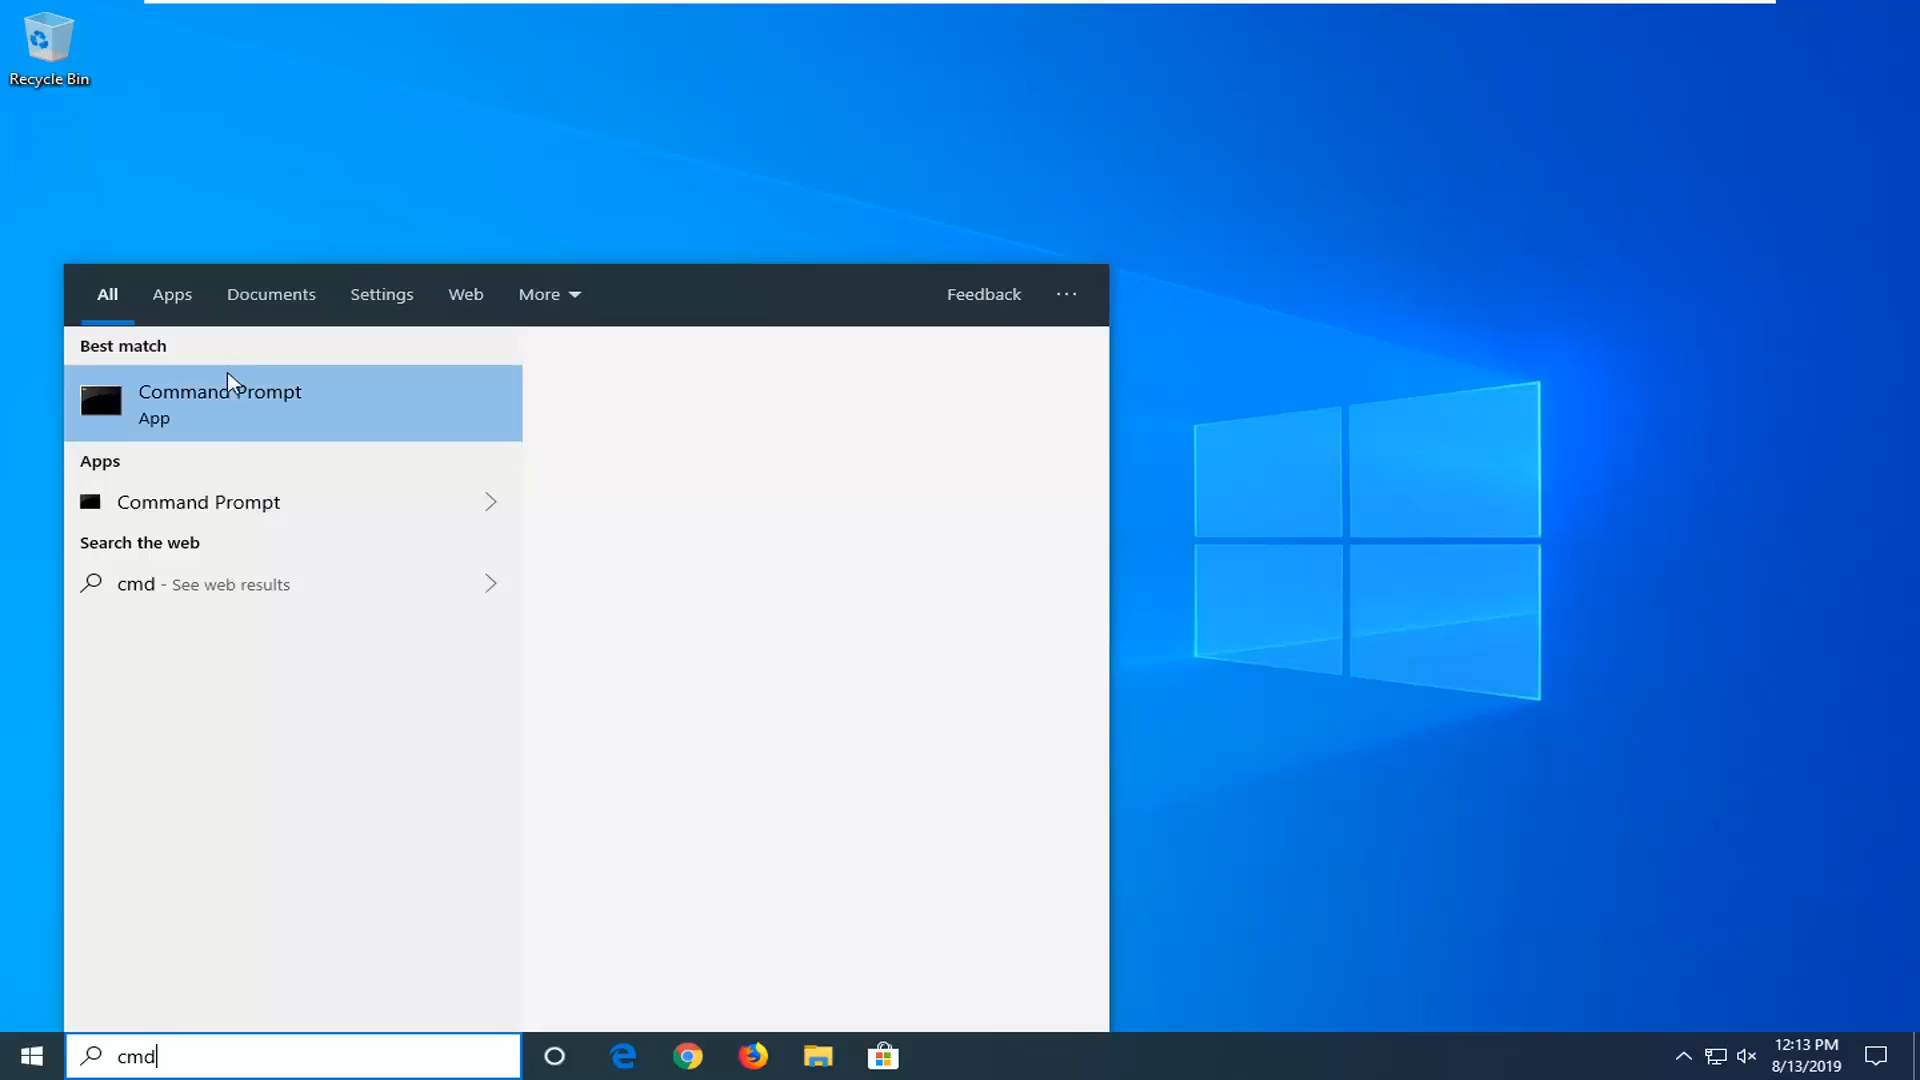 Recycle Bin
All Apps Documents Settings Web More Feedback ...
Best match
Command Prompt
App
Apps
Command Prompt
Search the web
cmd - See web results
cmd
12:13 PM
8/13/2019